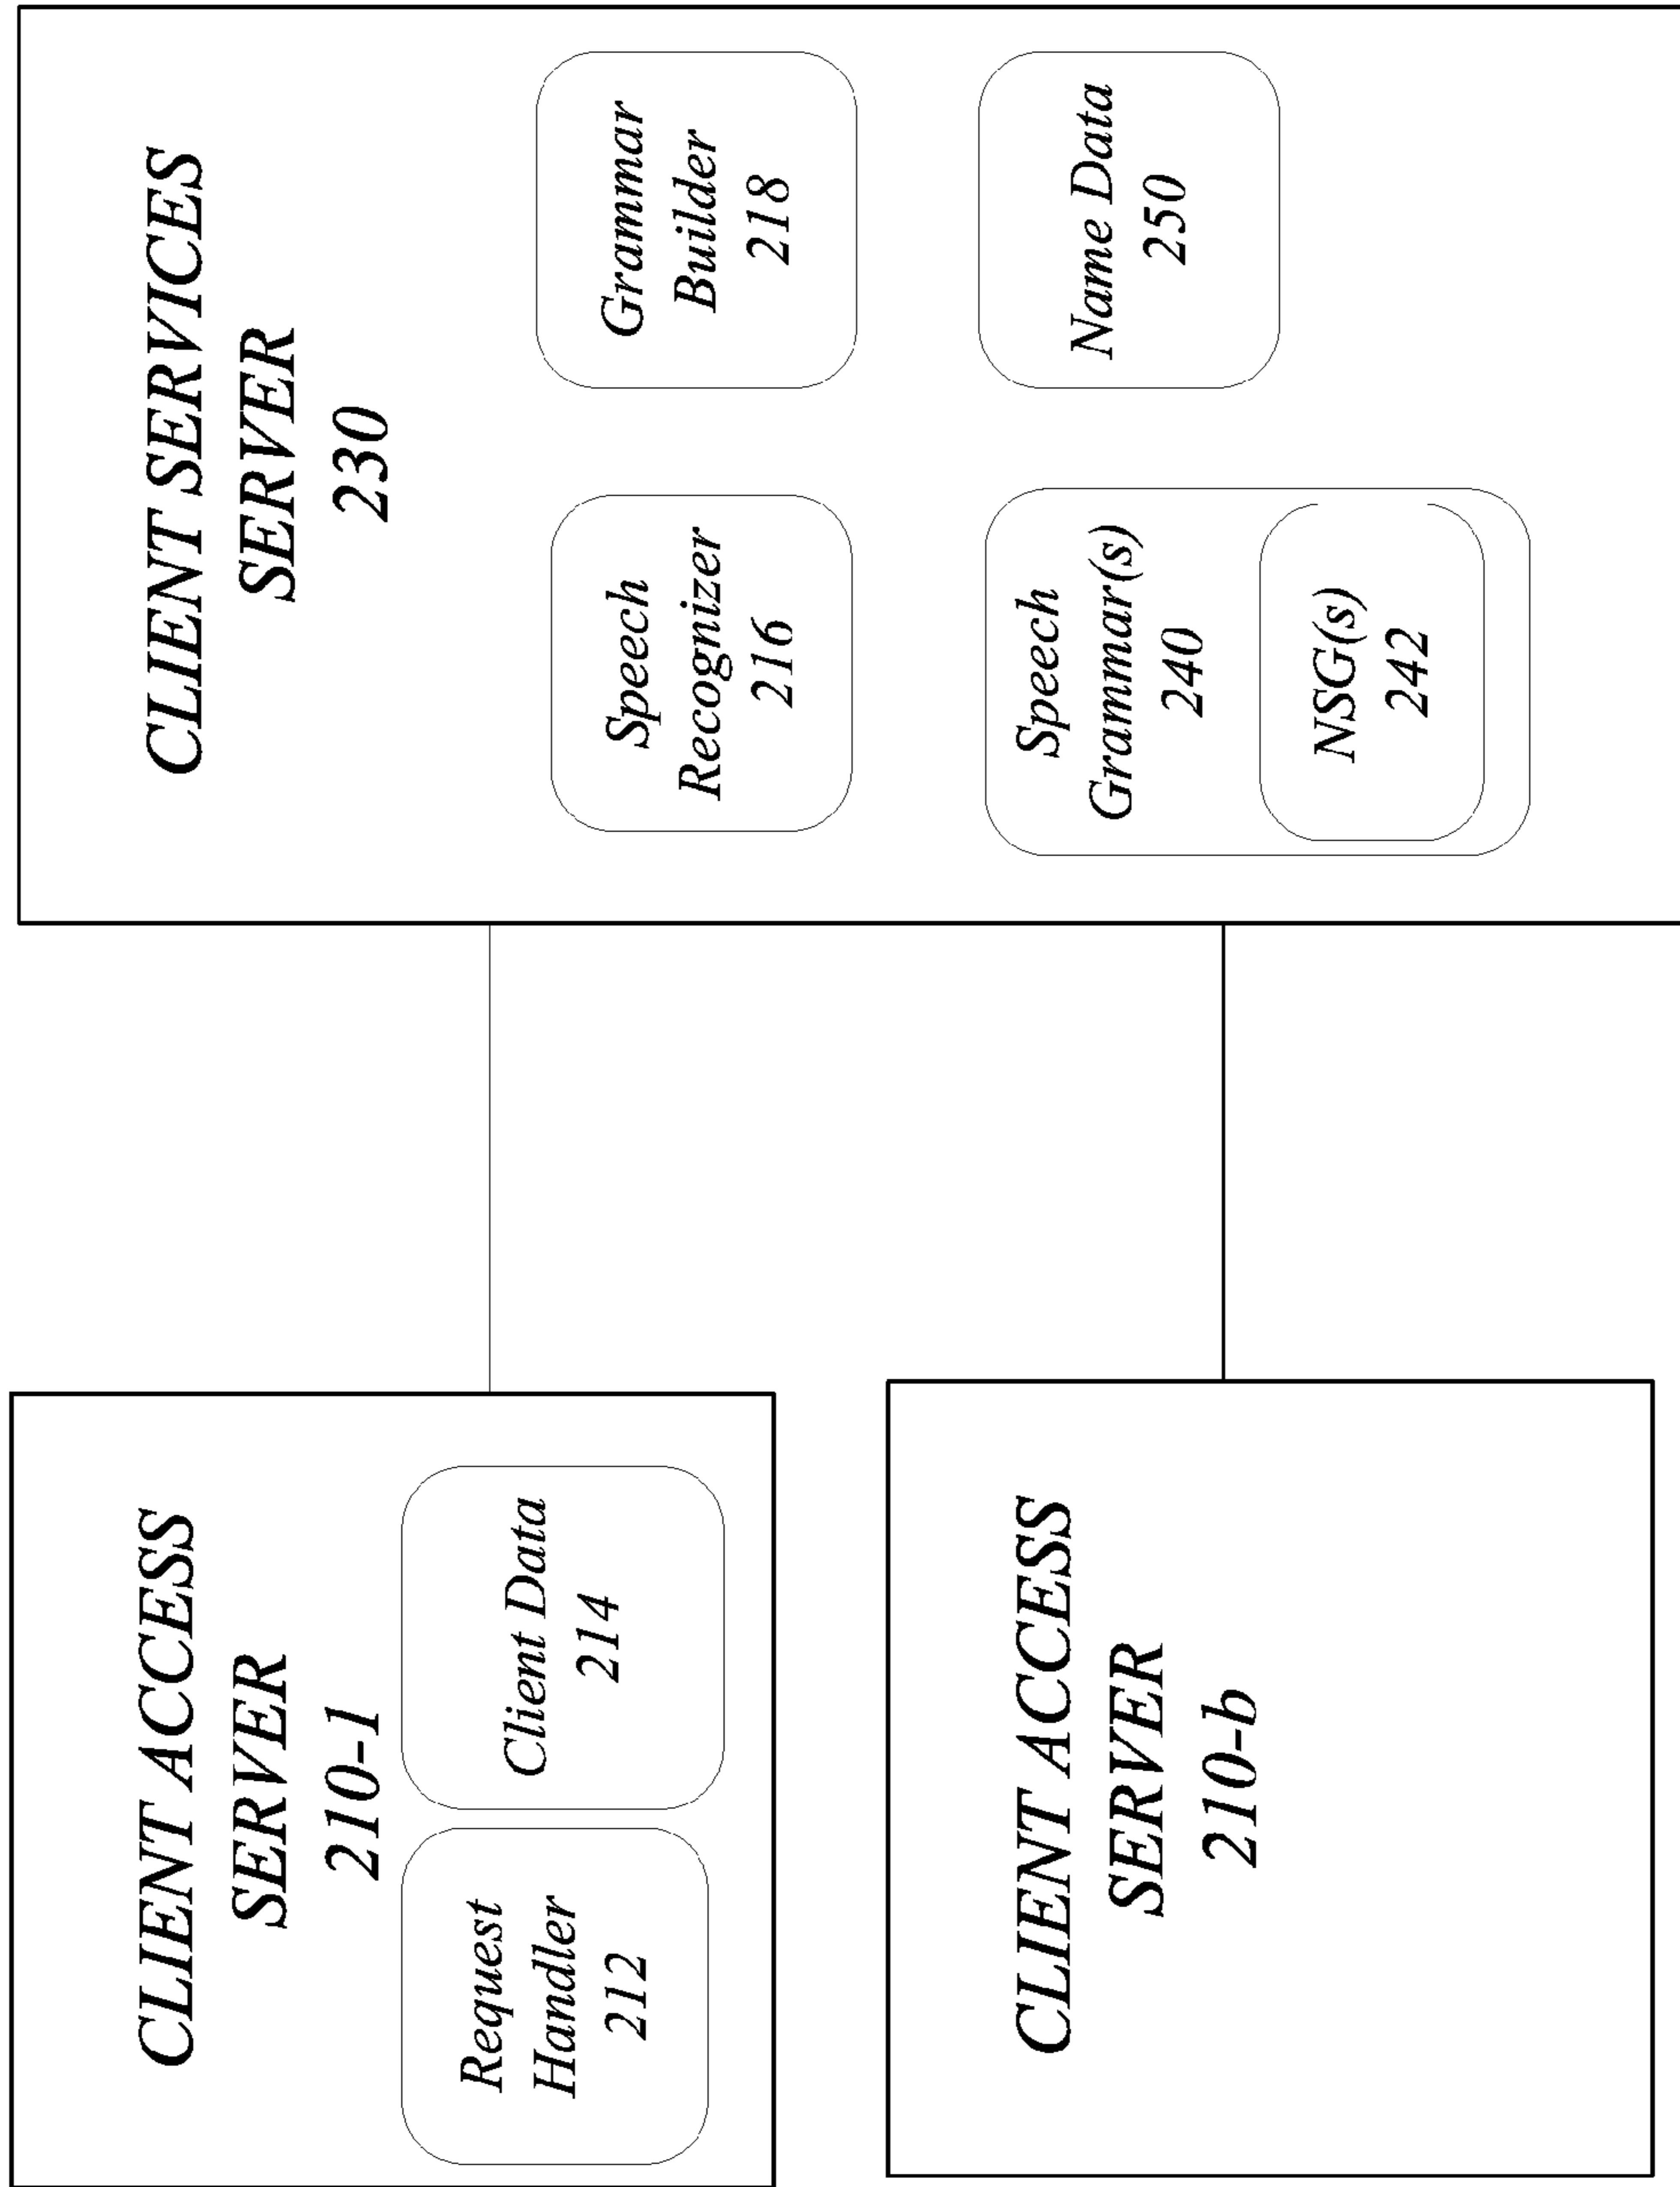 CLIENT ACCESS
SERVER
210-1
Request
Handler
212
Client Data
214
CLIENT ACCESS
SERVER
210-b
CLIENT SERVICES
SERVER
230
Speech
Recognizer
216
Grammar
Builder
218
Speech
Grammar(s)
240
NSG(s)
242
Name Data
250